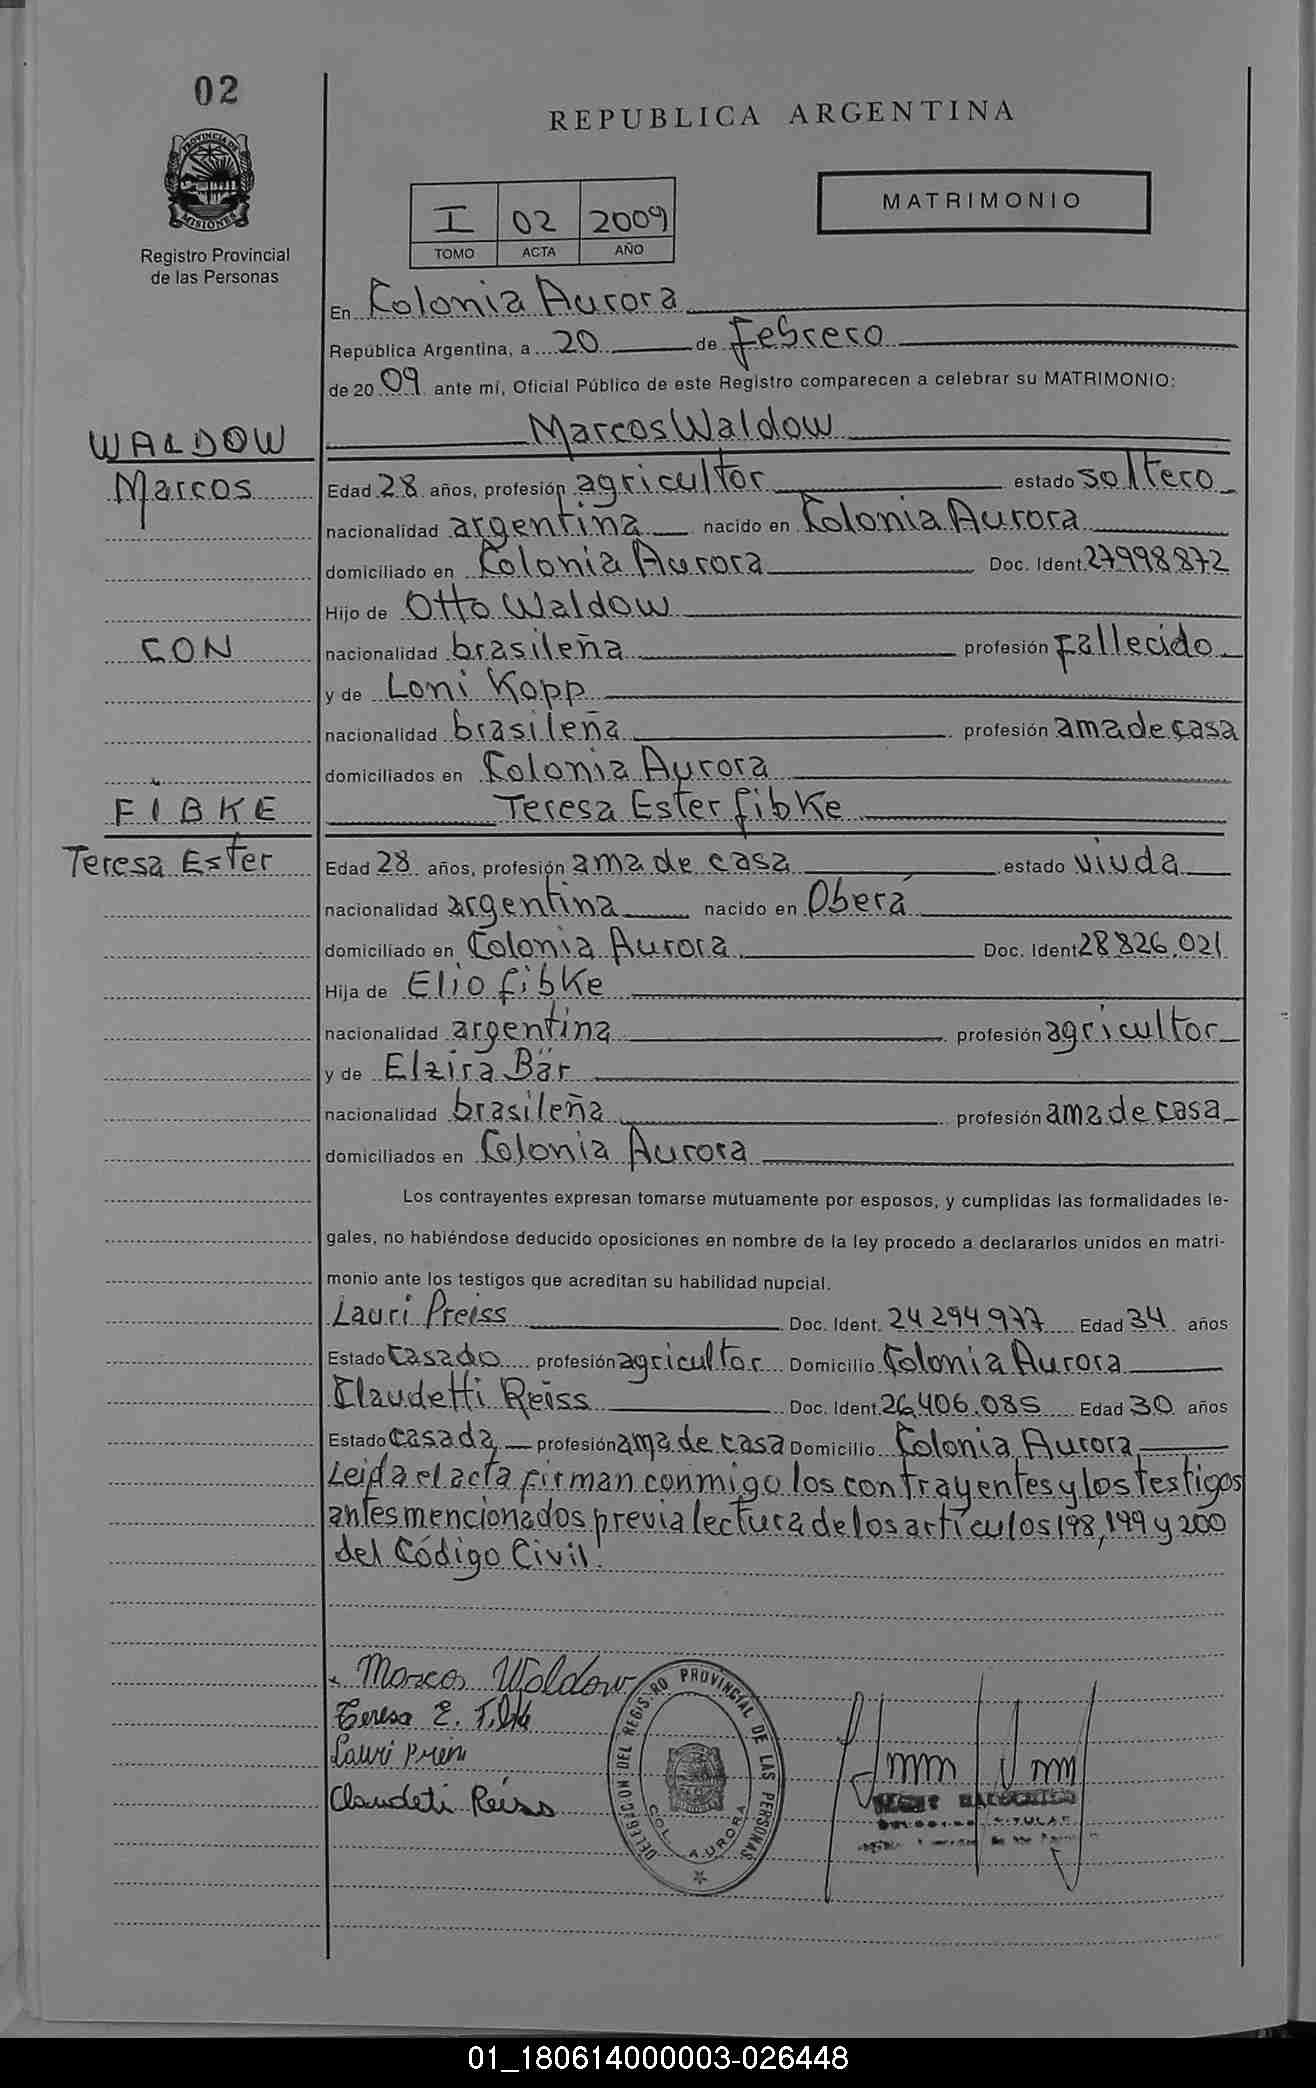 02
REPUBLICA ARGENTINA
PROVINCIA DE
MISIONES
Registro Provincial
de las Personas
I 02 2009
TOMO ACTA AÑO
MATRIMONIO
En Colonia Aurora
República Argentina, a 20 de Febrero
de 2009 ante mí, Oficial Público de este Registro comparecen a celebrar su MATRIMONIO:
WALDOW Marcos Waldow
Marcos Edad 28 años, profesión agricultor estado soltero
nacionalidad argentina nacido en Colonia Aurora
domiciliado en Colonia Aurora Doc. Ident. 27998872
Hijo de Otto Waldow
CON nacionalidad brasileña profesión fallecido
y de Loni Kopp
nacionalidad brasileña profesión ama de casa
domiciliados en Colonia Aurora
FIBKE Teresa Ester Fibke
Teresa Ester Edad 28 años, profesión ama de casa estado viuda
nacionalidad argentina nacido en Oberá
domiciliado en Colonia Aurora Doc. Ident 28826.021
Hija de Elio Fibke
nacionalidad argentina profesión agricultor
y de Elzira Bär
nacionalidad brasileña profesión ama de casa
domiciliados en Colonia Aurora
Los contrayentes expresan tomarse mutuamente por esposos, y cumplidas las formalidades le-
gales, no habiéndose deducido oposiciones en nombre de la ley procedo a declararlos unidos en matri-
monio ante los testigos que acreditan su habilidad nupcial.
Lauri Preiss Doc. Ident. 24294977 Edad 34 años
Estado Casado profesión agricultor Domicilio Colonia Aurora
Claudetti Reiss Doc. Ident. 26.406.085 Edad 30 años
Estado casada profesión ama de casa Domicilio Colonia Aurora
Leida el acta firman conmigo los contrayentes y los testigos
antes mencionados previa lectura de los artículos 198, 199 y 200
del Código Civil.
Marcos Waldow
Teresa E. Fibke
Lauri
Claudeti Reiss
DELEGACION DEL REGISTRO PROVINCIAL DE LAS PERSONAS
COL. AURORA
01_180614000003-026448